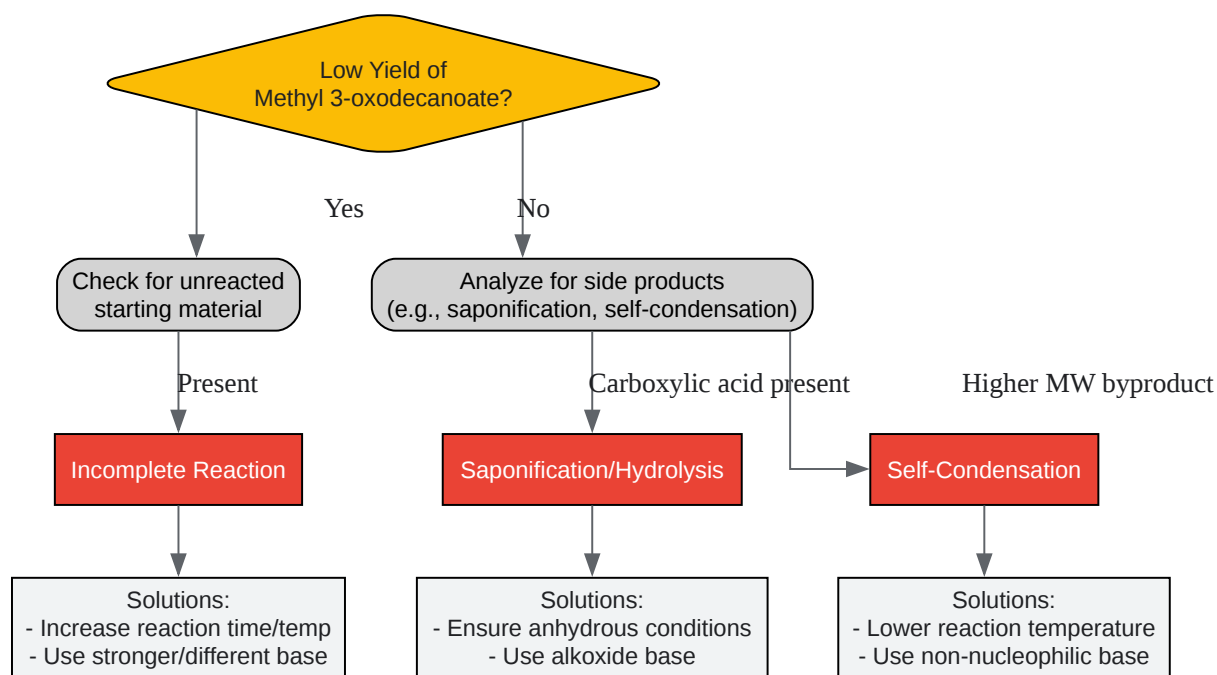 Low Yield of
Methyl 3-oxodecanoate?
Yes
No
Check for unreacted
starting material
Analyze for side products
(e.g., saponification, self-condensation)
Present
Carboxylic acid present
Higher MW byproduct
Incomplete Reaction
Saponification/Hydrolysis
Self-Condensation
Solutions:
- Increase reaction time/temp
- Use stronger/different base
Solutions:
- Ensure anhydrous conditions
- Use alkoxide base
Solutions:
- Lower reaction temperature
- Use non-nucleophilic base